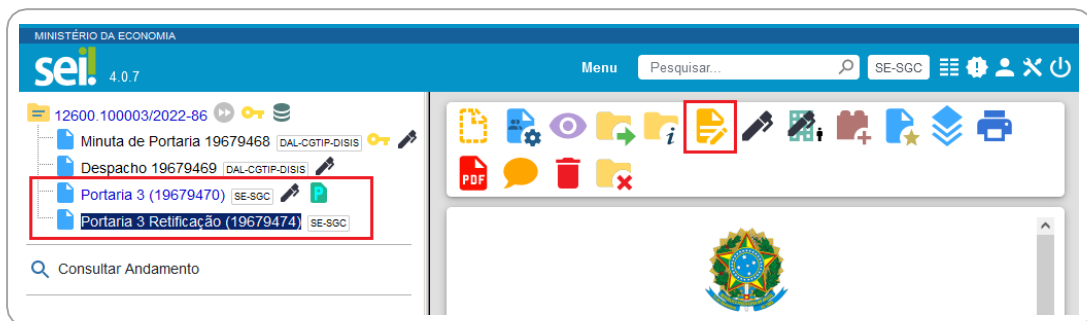 MINISTÉRIO DA ECONOMIA
sei! 4.0.7
Menu Pesquisar... SE-SGC
12600.100003/2022-86
Minuta de Portaria 19679468 DAL-CGTIP-DISIS
Despacho 19679469 DAL-CGTIP-DISIS
Portaria 3 (19679470) SE-SGC P
Portaria 3 Retificação (19679474) SE-SGC
Consultar Andamento
i
PDF